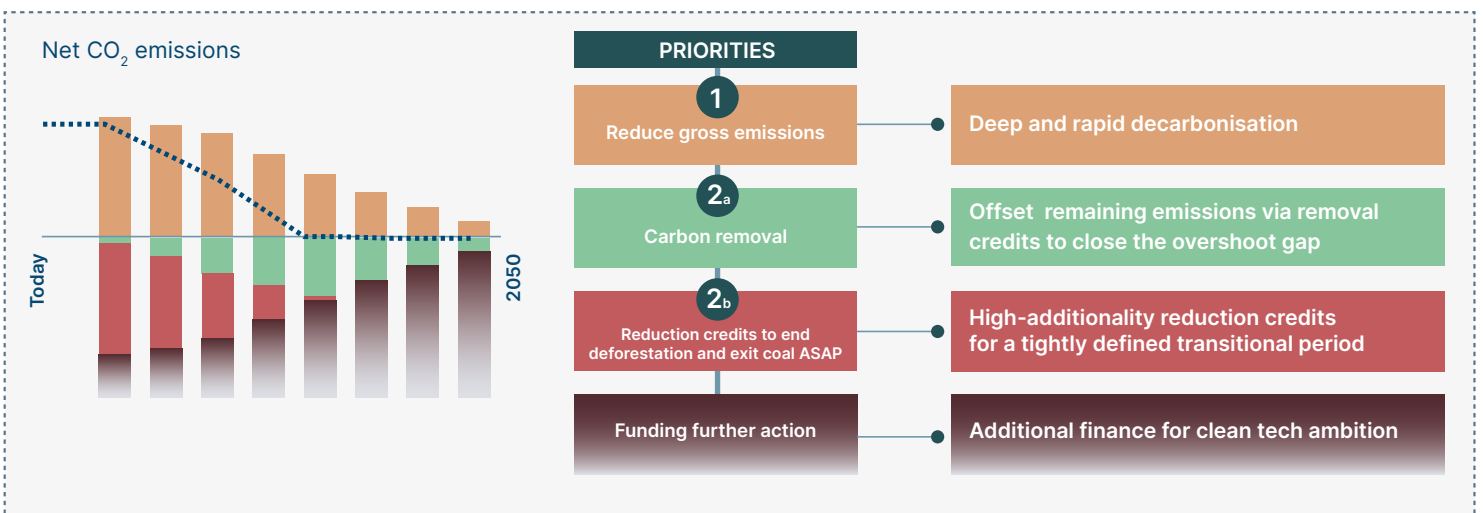 Net CO2 emissions
Today
2050
PRIORITIES
1
Reduce gross emissions
Deep and rapid decarbonisation
2a
Carbon removal
Offset remaining emissions via removal
credits to close the overshoot gap
2b
Reduction credits to end
deforestation and exit coal ASAP
High-additionality reduction credits
for a tightly defined transitional period
Funding further action
Additional finance for clean tech ambition